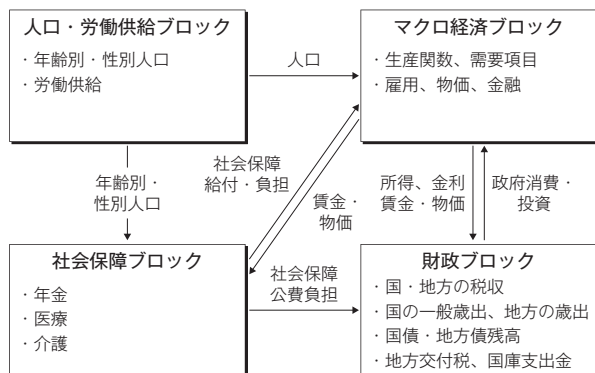 人口・労働供給ブロック
・年齢別・性別人口
・労働供給
人口
マクロ経済ブロック
・生産関数、需要項目
・雇用、物価、金融
年齢別・
性別人口
社会保障
給付・負担
賃金・
物価
所得、金利
賃金・物価
政府消費・
投資
社会保障ブロック
・年金
・医療
・介護
社会保障
公費負担
財政ブロック
・国・地方の税収
・国の一般歳出、地方の歳出
・国債・地方債残高
・地方交付税、国庫支出金